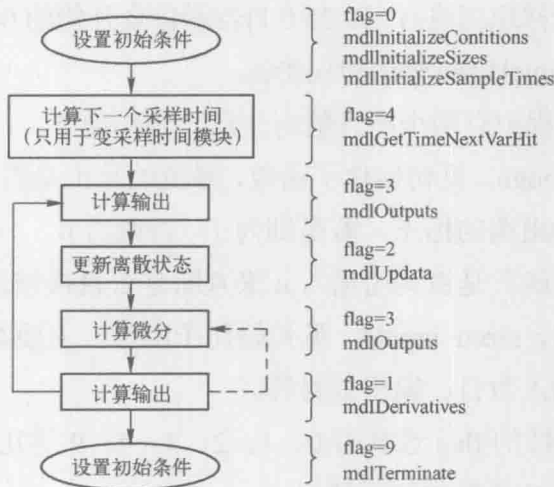 设置初始条件
flag=0
mdlInitializeContitions
mdlInitializeSizes
mdlInitializeSampleTimes
计算下一个采样时间
（只用于变采样时间模块）
flag=4
mdlGetTimeNextVarHit
计算输出
flag=3
mdlOutputs
更新离散状态
flag=2
mdlUpdata
计算微分
flag=3
mdlOutputs
计算输出
flag=1
mdlDerivatives
设置初始条件
flag=9
mdlTerminate